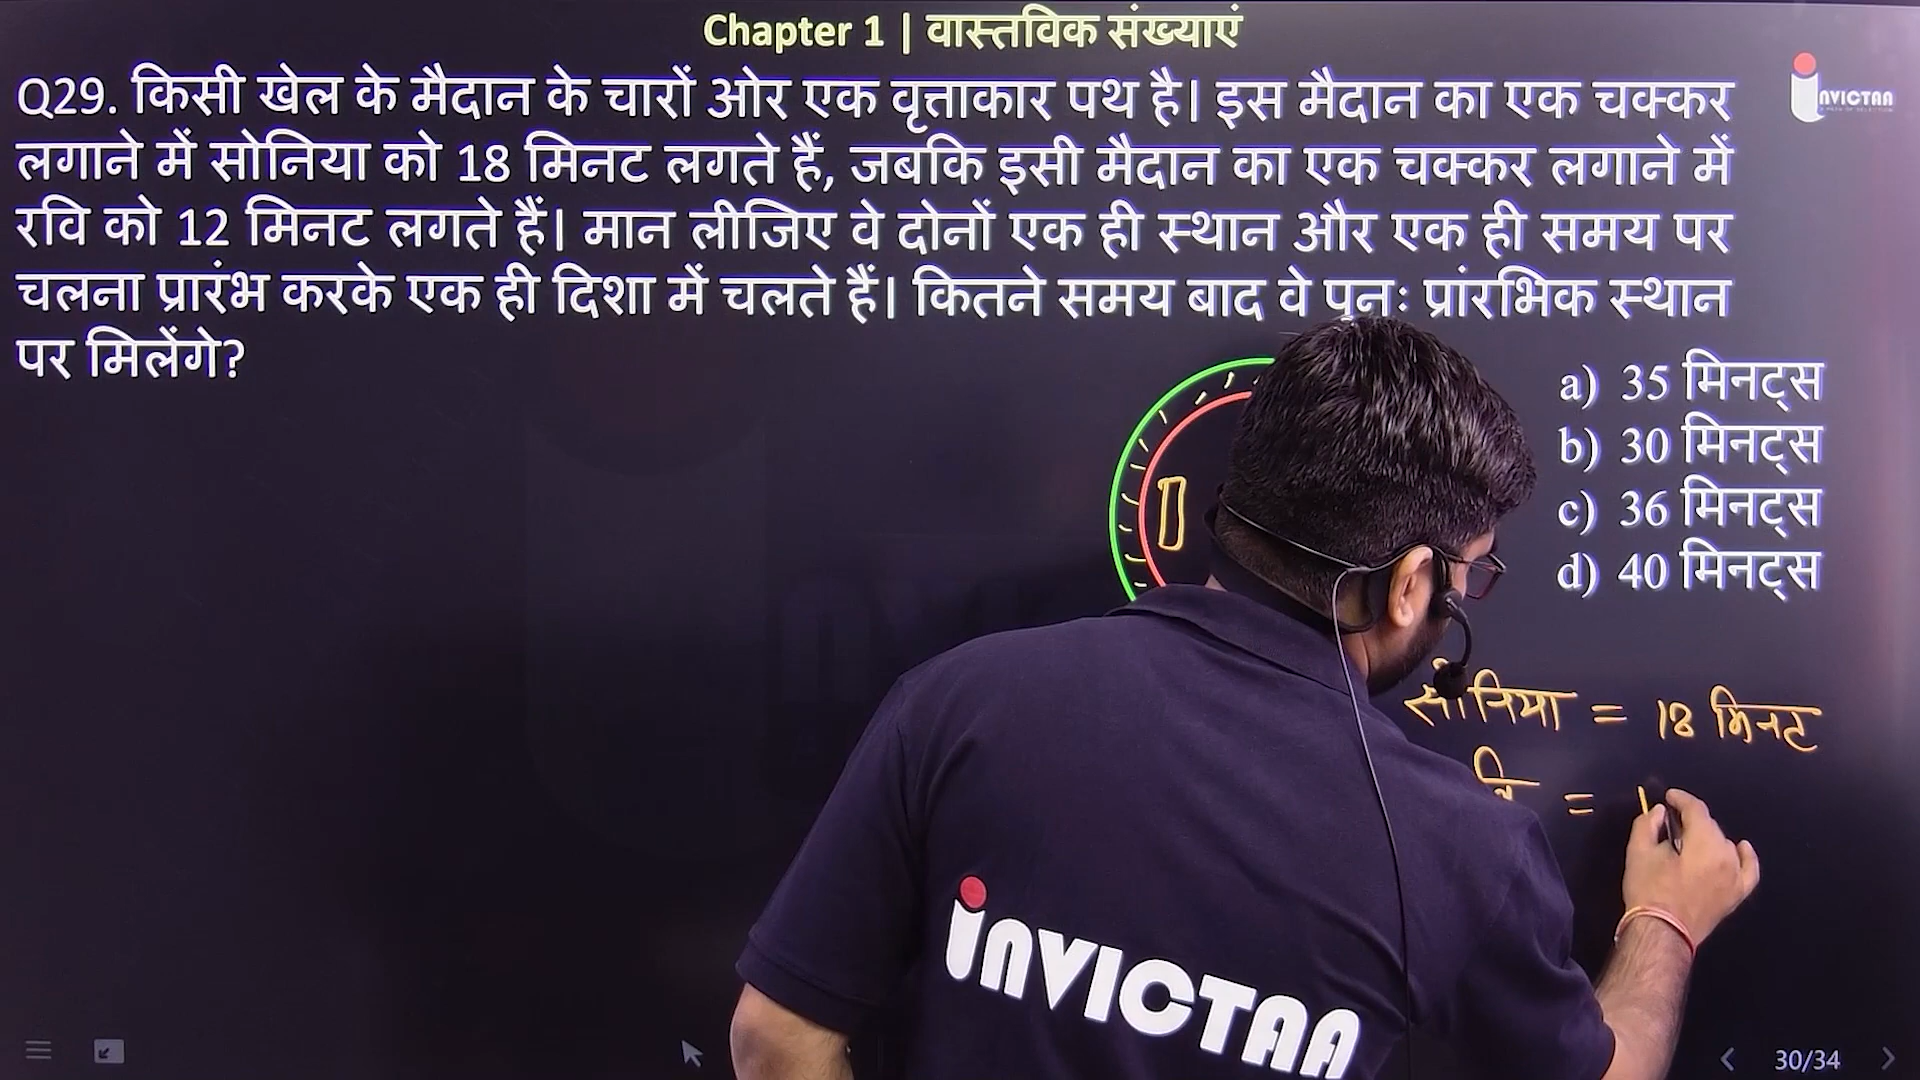 Chapter 1 | वास्तविक संख्याएं
Q29. किसी खेल के मैदान के चारों ओर एक वृत्ताकार पथ है। इस मैदान का एक चक्कर
लगाने में सोनिया को 18 मिनट लगते हैं, जबकि इसी मैदान का एक चक्कर लगाने में
रवि को 12 मिनट लगते हैं। मान लीजिए वे दोनों एक ही स्थान और एक ही समय पर
चलना प्रारंभ करके एक ही दिशा में चलते हैं। कितने समय बाद वे पुनः प्रांरभिक स्थान
पर मिलेंगे?
a) 35 मिनट्स
b) 30 मिनट्स
c) 36 मिनट्स
d) 40 मिनट्स
सोनिया = 18 मिनट
= 1
INVICTAA
INVICTAA
30/34